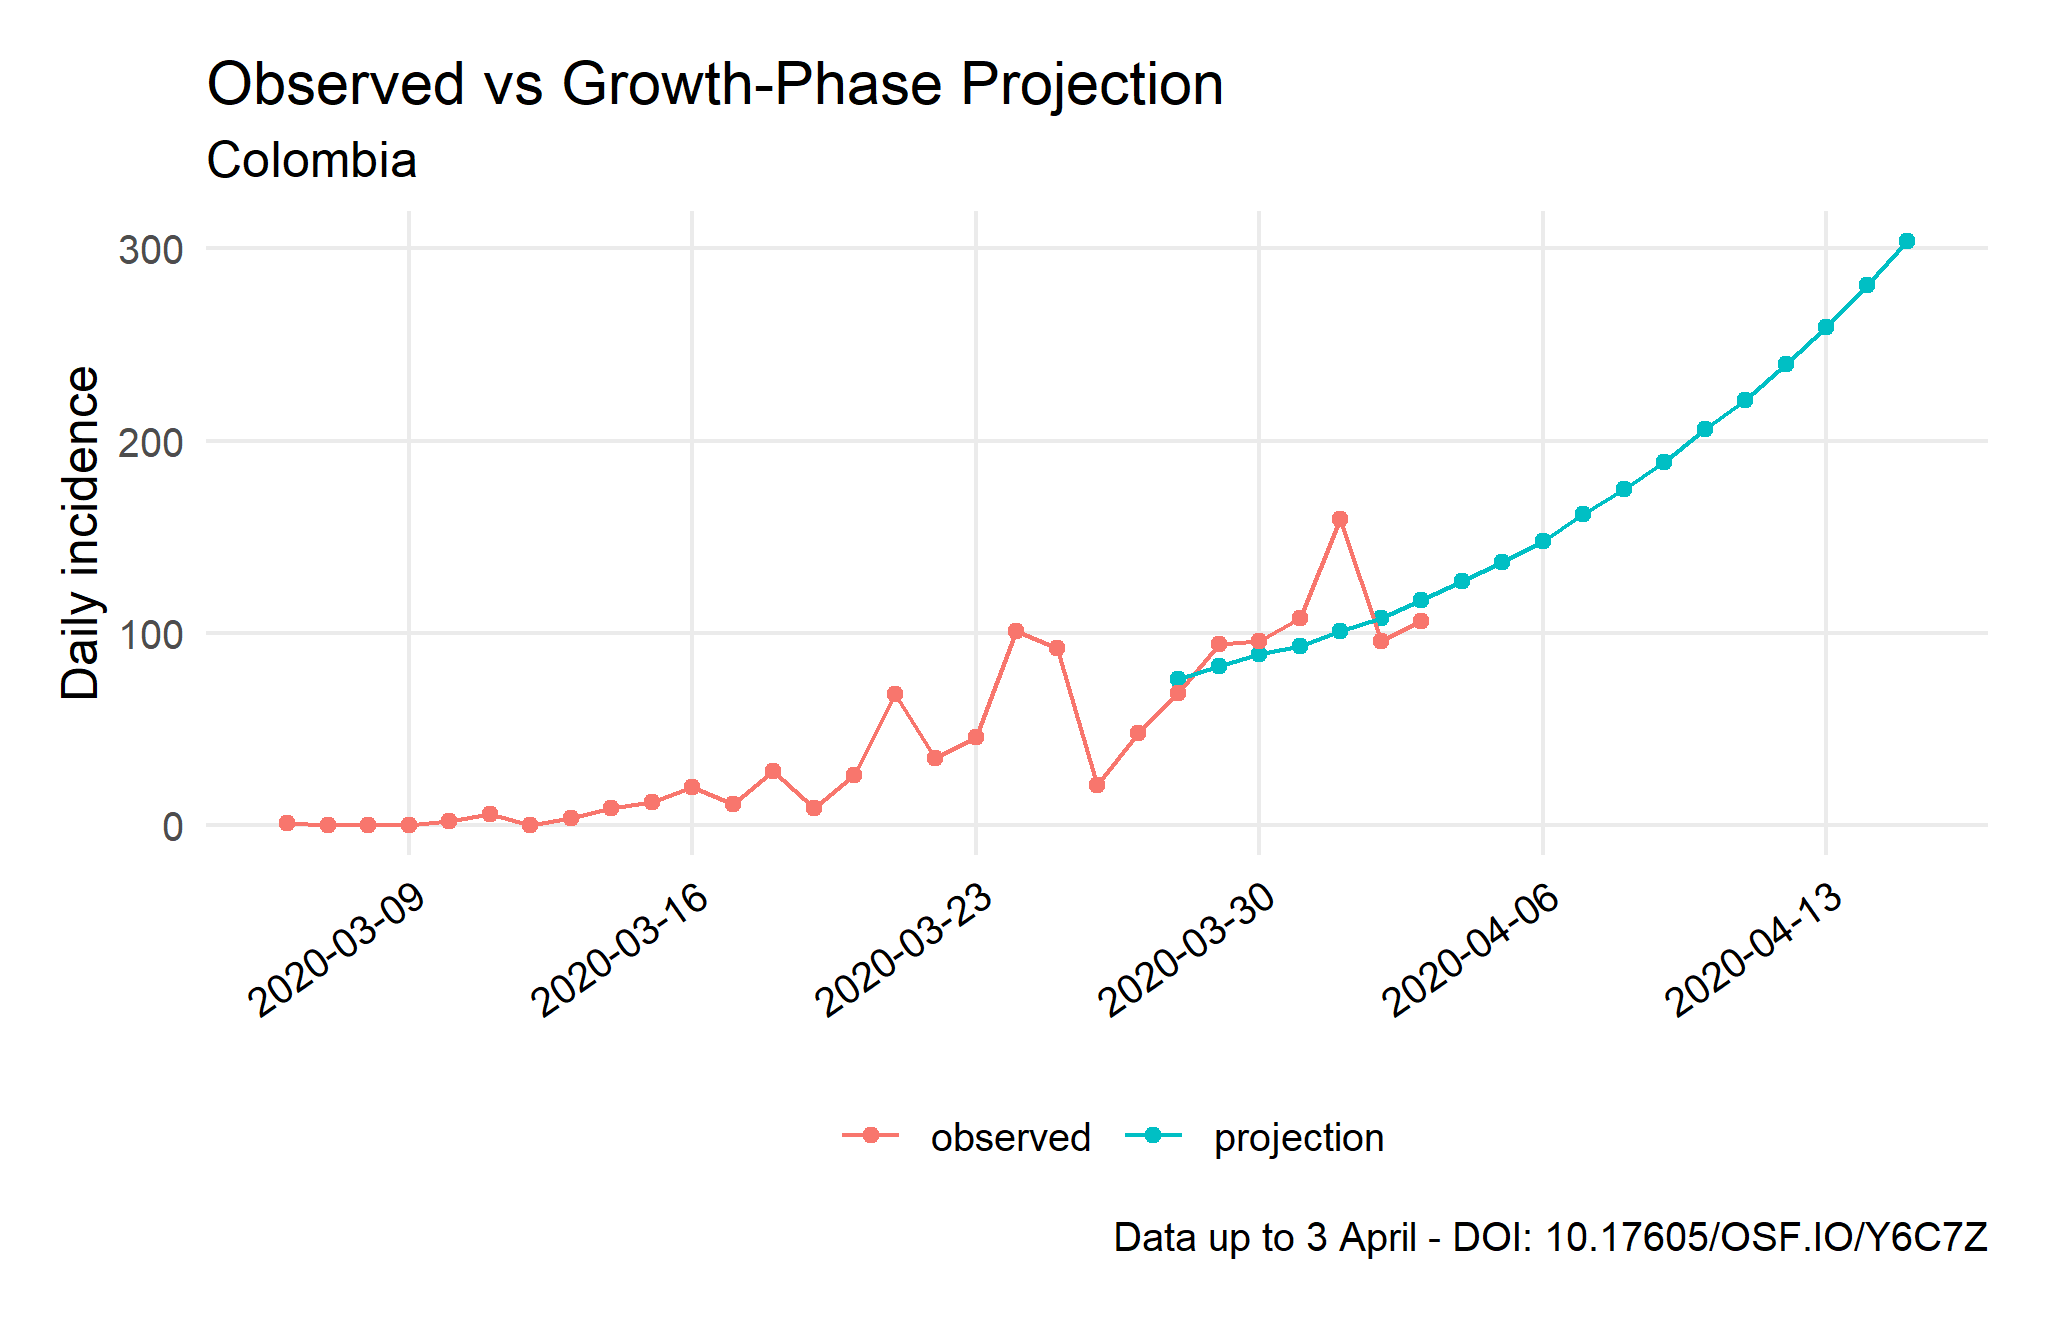 Observed vs Growth-Phase Projection
Colombia
Daily incidence
300
200
100
0
2020-03-09
2020-03-16
2020-03-23
2020-03-30
2020-04-06
2020-04-13
observed
projection
Data up to 3 April - DOI: 10.17605/OSF.IO/Y6C7Z